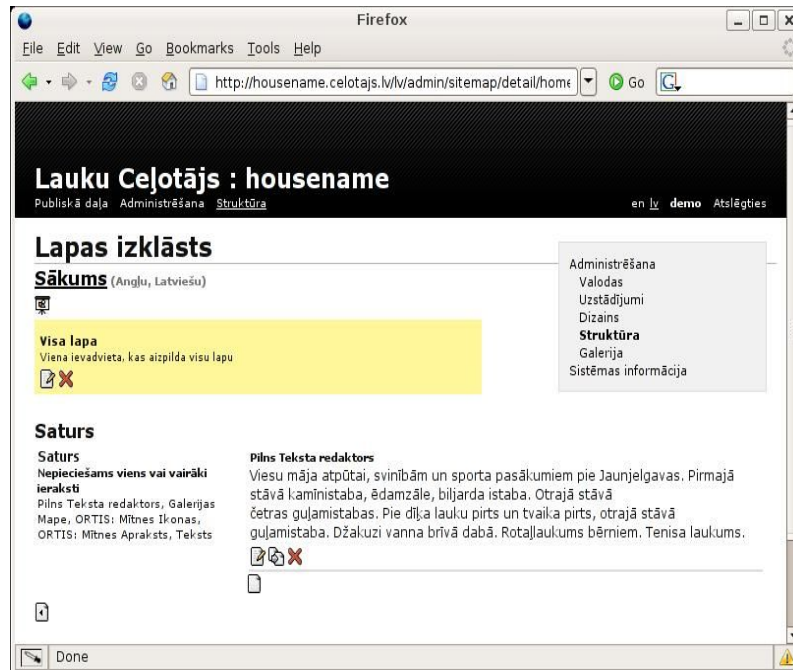 Firefox
File Edit View Go Bookmarks Tools Help
http://housename.celotajs.lv/lv/admin/sitemap/detail/home
Go
G
Lauku Ceļotājs : housename
Publiskā daļa Administrēšana Struktūra
en lv demo Atslēgties
Lapas izklāsts
Sākums (Angļu, Latviešu)
Visa lapa
Viena ievadvieta, kas aizpilda visu lapu
Administrēšana
Valodas
Uzstādījumi
Dizains
Struktūra
Galerija
Sistēmas informācija
Saturs
Saturs
Nepieciešams viens vai vairāki
ieraksti
Pilns Teksta redaktors, Galerijas
Mape, ORTIS: Mītnes Ikonas,
ORTIS: Mītnes Apraksts, Teksts
Pilns Teksta redaktors
Viesu māja atpūtai, svinībām un sporta pasākumiem pie Jaunjelgavas. Pirmajā
stāvā kamīnistaba, ēdamzāle, biljarda istaba. Otrajā stāvā
četras guļamistabas. Pie dīķa lauku pirts un tvaika pirts, otrajā stāvā
guļamistaba. Džakuzi vanna brīvā dabā. Rotaļlaukums bērniem. Tenisa laukums.
Done